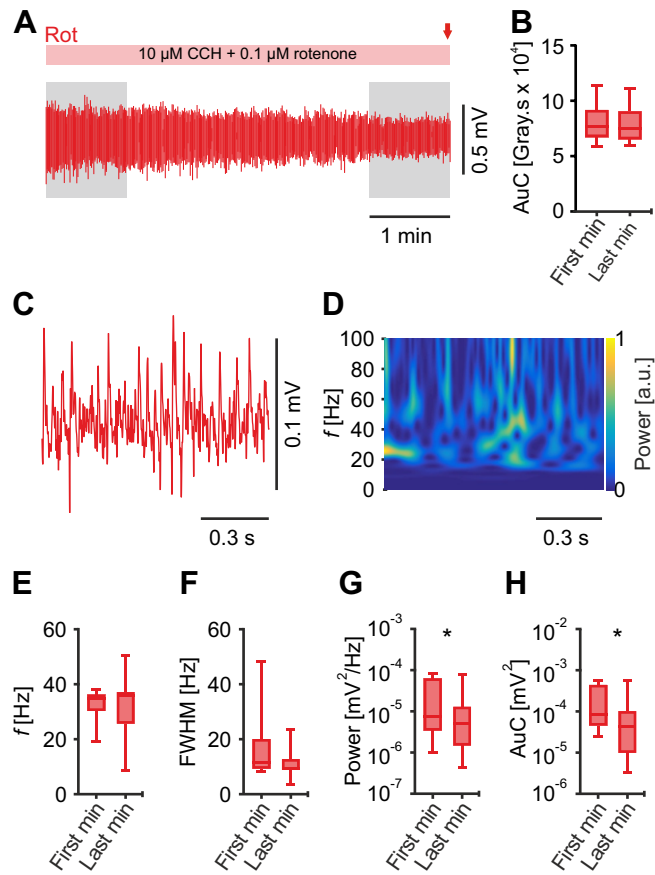 A
Rot
10 µM CCH + 0.1 µM rotenone
0.5 mV
1 min
B
AuC [Gray.s x 10⁴]
15
10
5
0
First min
Last min
C
0.1 mV
0.3 s
D
f [Hz]
100
80
60
40
20
0
1
0
Power [a.u.]
0.3 s
E
f [Hz]
60
40
20
0
First min
Last min
F
FWHM [Hz]
60
40
20
0
First min
Last min
G
Power [mV²/Hz]
10⁻³
10⁻⁴
10⁻⁵
10⁻⁶
10⁻⁷
*
First min
Last min
H
AuC [mV²]
10⁻²
10⁻³
10⁻⁴
10⁻⁵
10⁻⁶
*
First min
Last min